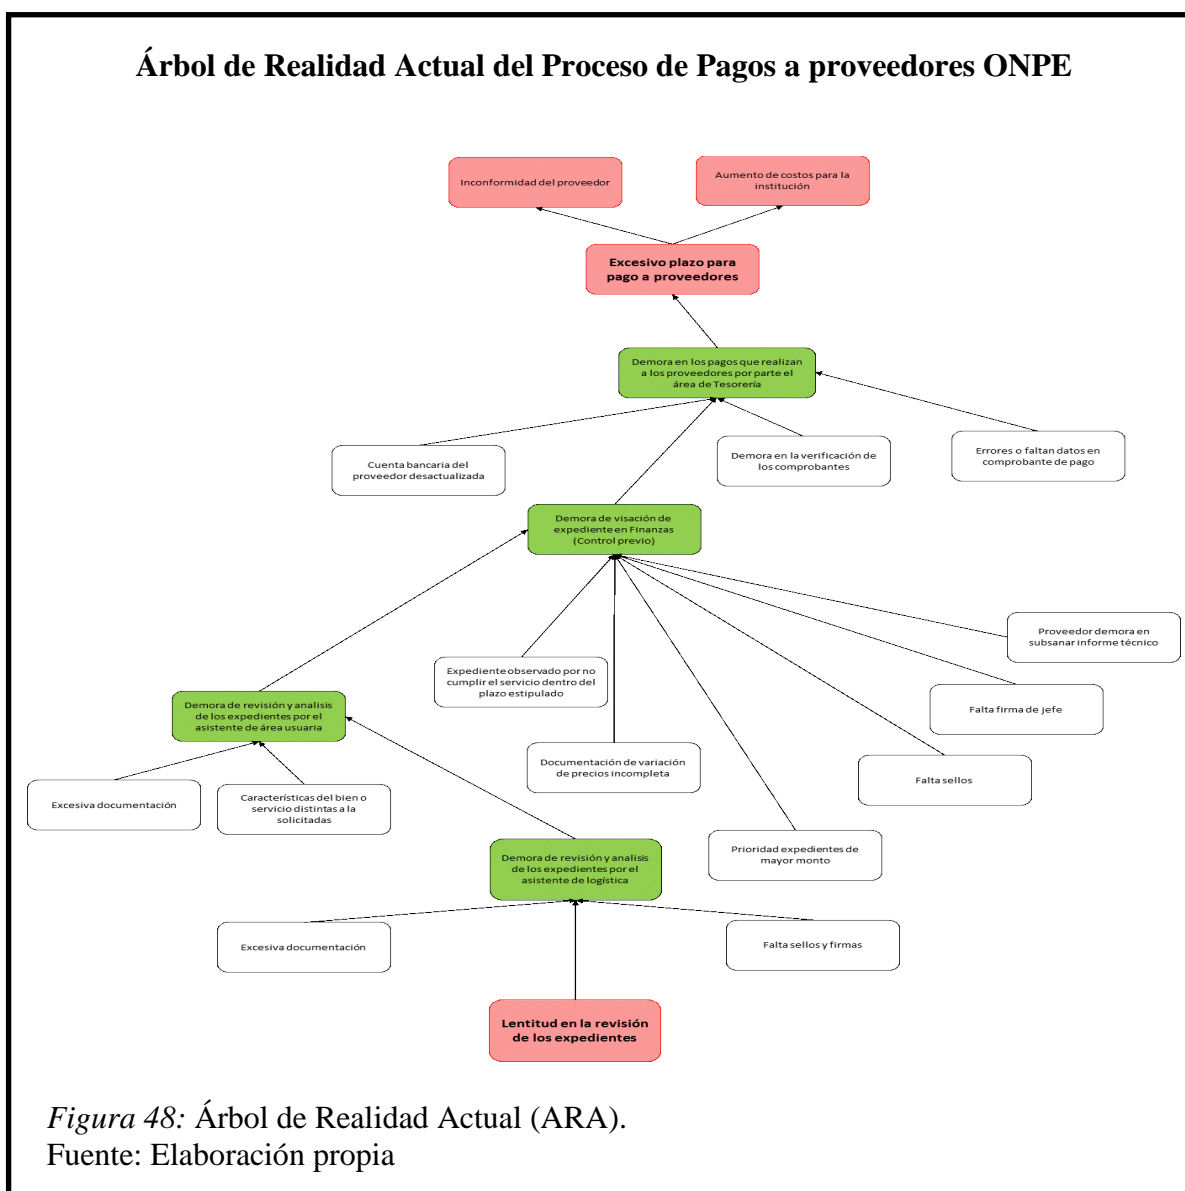 Árbol de Realidad Actual del Proceso de Pagos a proveedores ONPE
Inconformidad del proveedor
Aumento de costos para la
institución
Excesivo plazo para
pago a proveedores
Demora en los pagos que realizan
a los proveedores por parte el
área de Tesorería
Cuenta bancaria del
proveedor desactualizada
Demora en la verificación de
los comprobantes
Errores o faltan datos en
comprobante de pago
Demora de visación de
expediente en Finanzas
(Control previo)
Proveedor demora en
subsanar informe técnico
Expediente observado por no
cumplir el servicio dentro del
plazo estipulado
Falta firma de jefe
Demora de revisión y analisis
de los expedientes por el
asistente de área usuaria
Documentación de variación
de precios incompleta
Falta sellos
Excesiva documentación
Características del bien o
servicio distintas a la
solicitadas
Prioridad expedientes de
mayor monto
Demora de revisión y analisis
de los expedientes por el
asistente de logística
Excesiva documentación
Falta sellos y firmas
Lentitud en la revisión
de los expedientes
Figura 48: Árbol de Realidad Actual (ARA).
Fuente: Elaboración propia